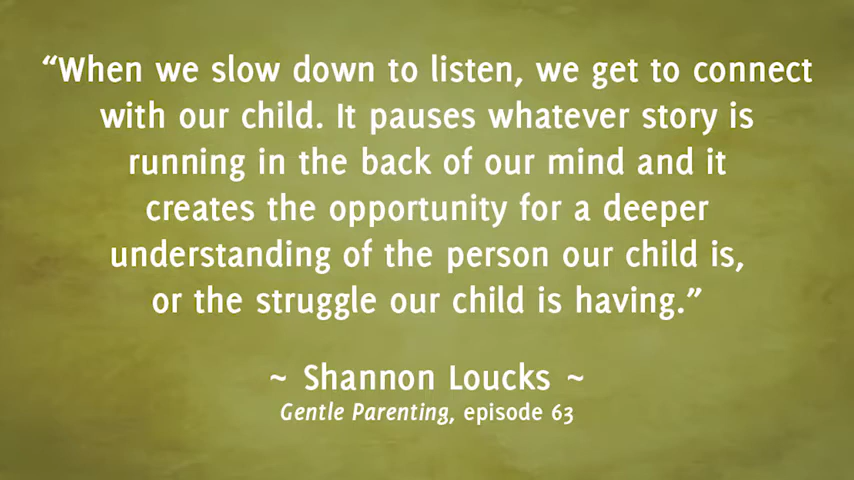 “When we slow down to listen, we get to connect
with our child. It pauses whatever story is
running in the back of our mind and it
creates the opportunity for a deeper
understanding of the person our child is,
or the struggle our child is having.”
~ Shannon Loucks ~
Gentle Parenting, episode 63